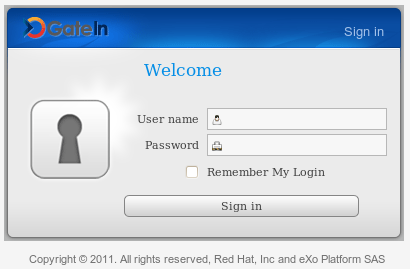 GateIn
Sign in
Welcome
User name
Password
Remember My Login
Sign in
Copyright © 2011. All rights reserved, Red Hat, Inc and eXo Platform SAS